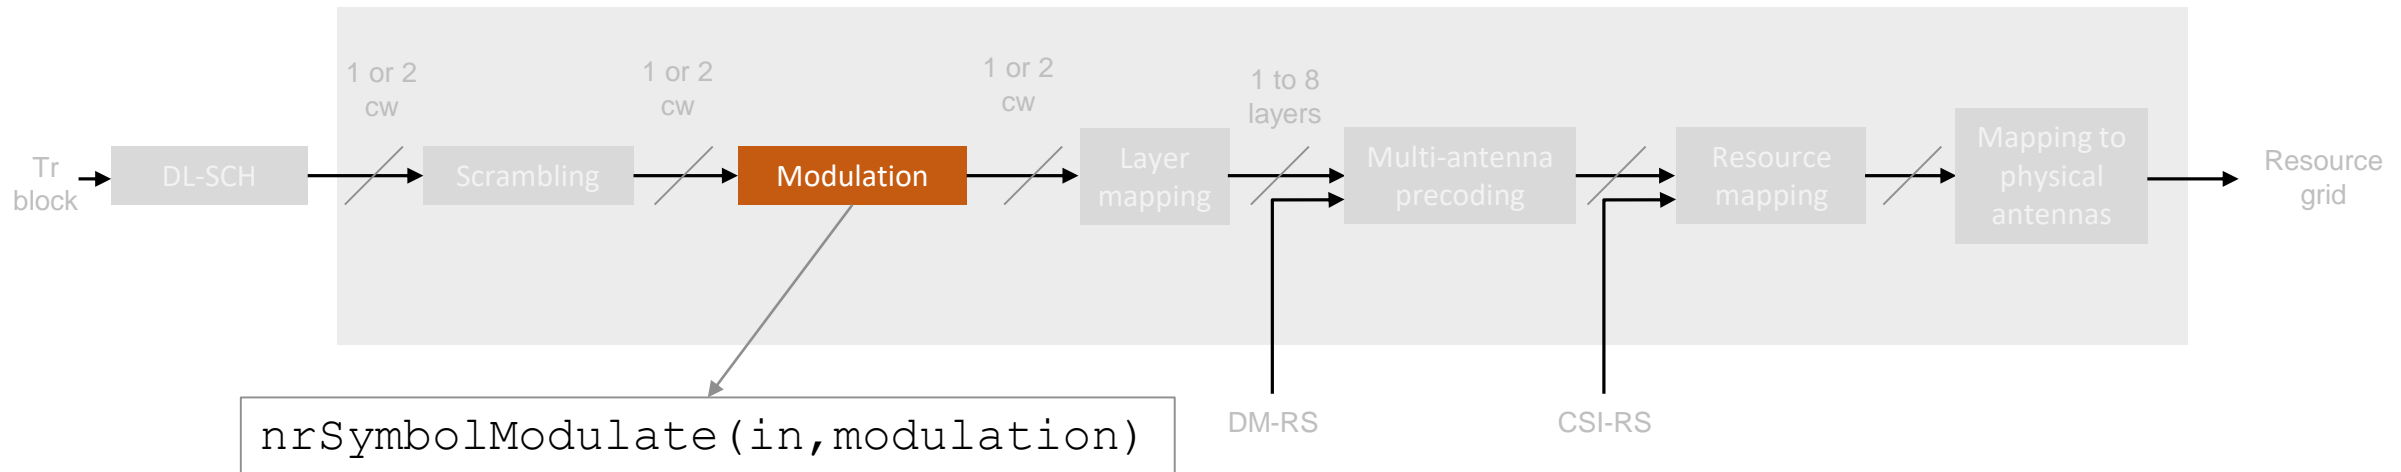 1 or 2
cw
1 or 2
cw
1 or 2
cw
1 to 8
layers
Tr
block
DL-SCH
Scrambling
Modulation
Layer
mapping
Multi-antenna
precoding
Resource
mapping
Mapping to
physical
antennas
Resource
grid
nrSymbolModulate(in,modulation)
DM-RS
CSI-RS